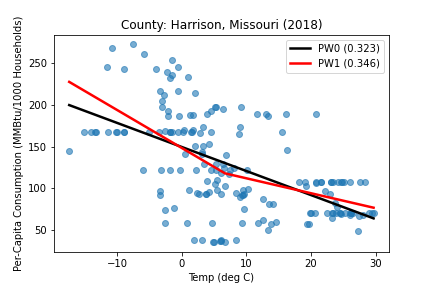 County: Harrison, Missouri (2018)
Per-Capita Consumption (MMBtu/1000 Households)
PW0 (0.323)
PW1 (0.346)
250
200
150
100
50
−10 0 10 20 30
Temp (deg C)